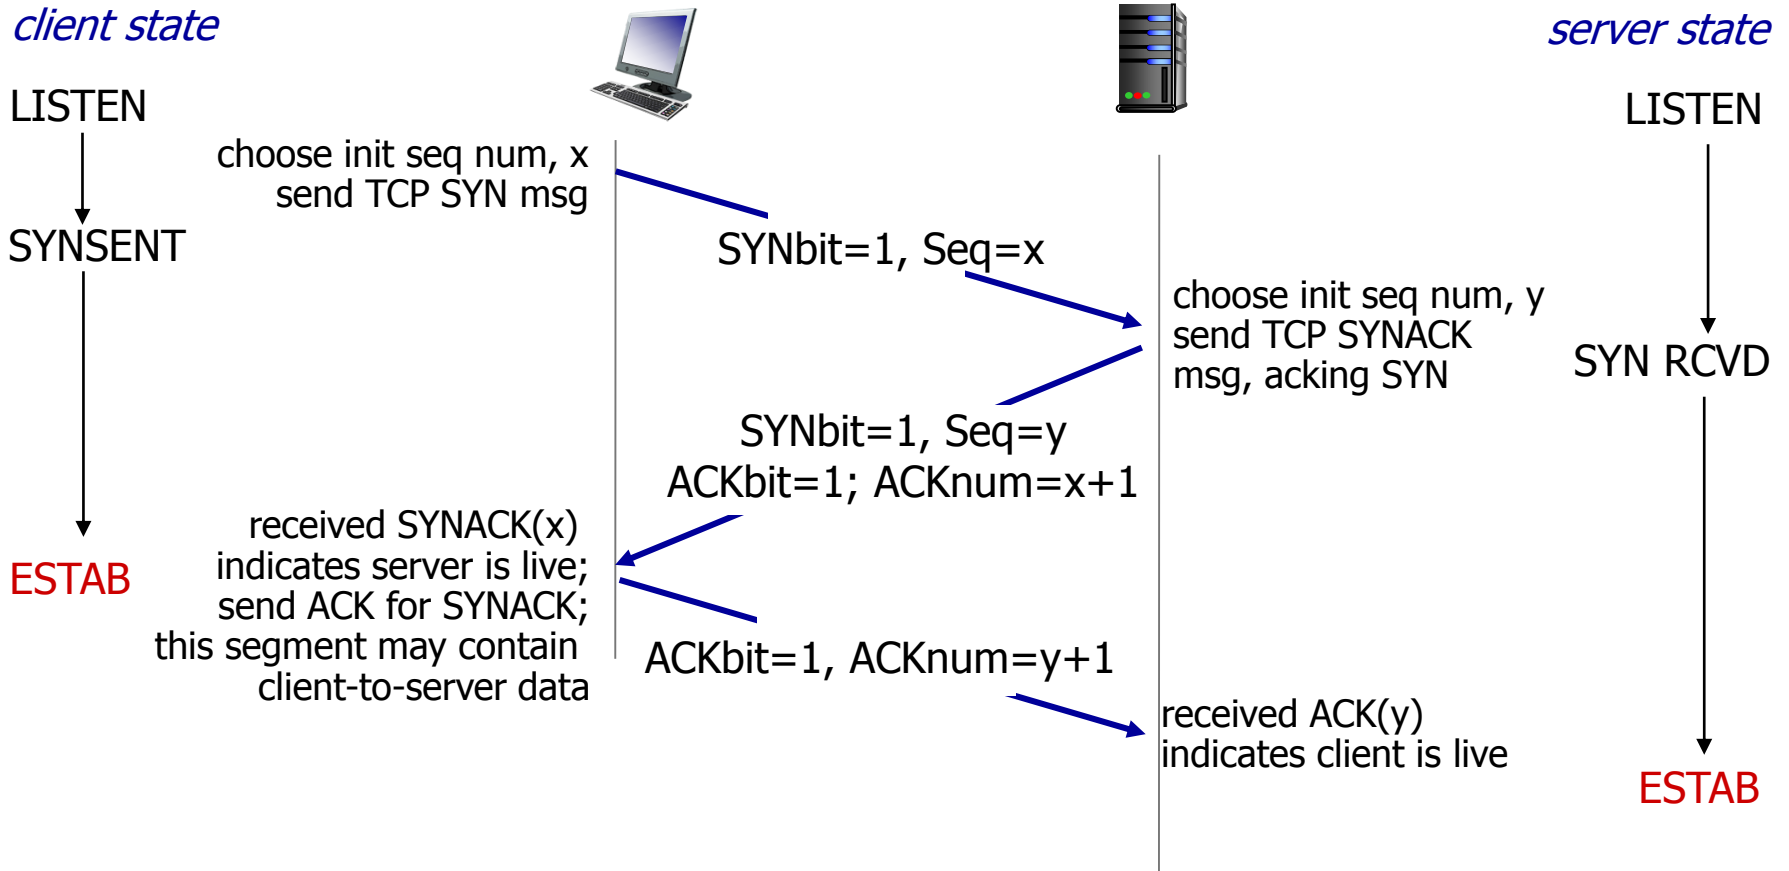 client state
server state
LISTEN
LISTEN
choose init seq num, x
send TCP SYN msg
SYNSENT
SYNbit=1, Seq=x
choose init seq num, y
send TCP SYNACK
msg, acking SYN
SYN RCVD
SYNbit=1, Seq=y
ACKbit=1; ACKnum=x+1
received SYNACK(x)
indicates server is live;
send ACK for SYNACK;
this segment may contain
client-to-server data
ESTAB
ACKbit=1, ACKnum=y+1
received ACK(y)
indicates client is live
ESTAB